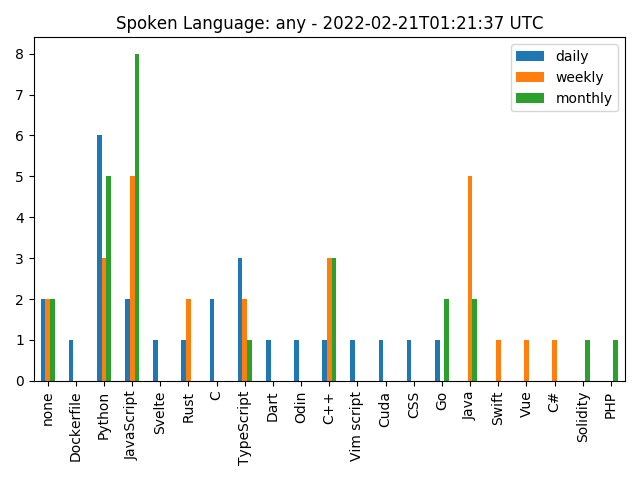 Spoken Language: any - 2022-02-21T01:21:37 UTC
daily
weekly
monthly
8
7
6
5
4
3
2
1
0
none
Dockerfile
Python
JavaScript
Svelte
Rust
C
TypeScript
Dart
Odin
C++
Vim script
Cuda
CSS
Go
Java
Swift
Vue
C#
Solidity
PHP